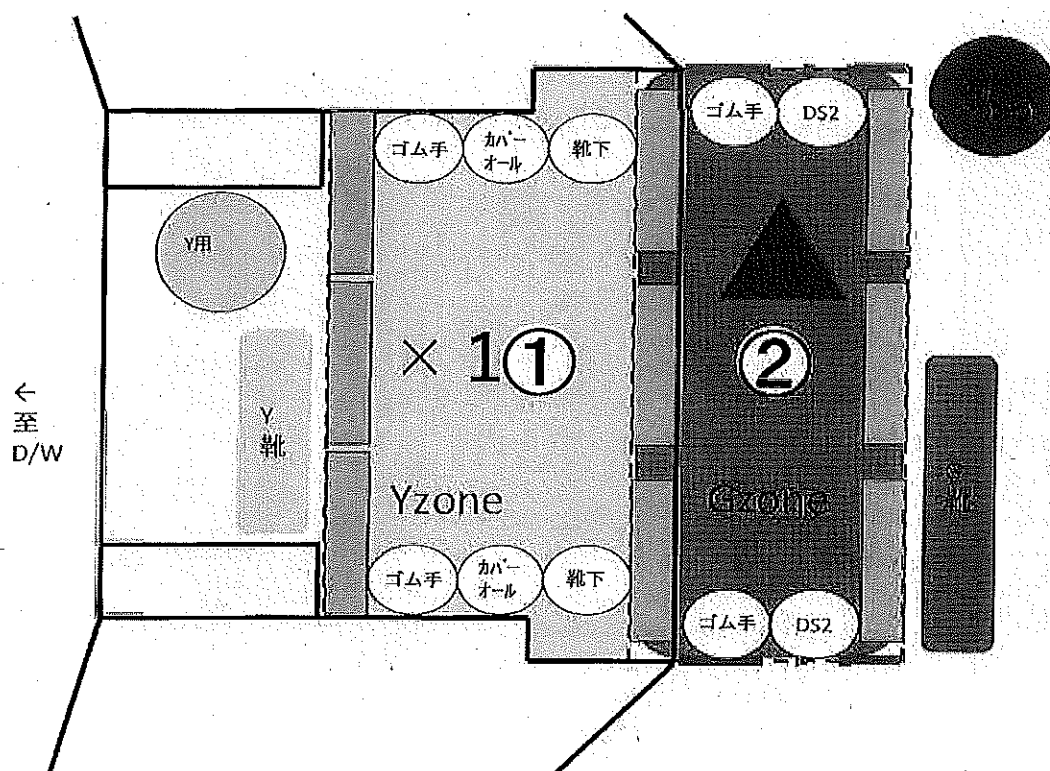 ゴム手
カバー
オール
靴下
ゴム手
DS2
Y用
← 
至
D/W
Y
靴
× 1①
②
Yzone
Gzone
靴
ゴム手
カバー
オール
靴下
ゴム手
DS2